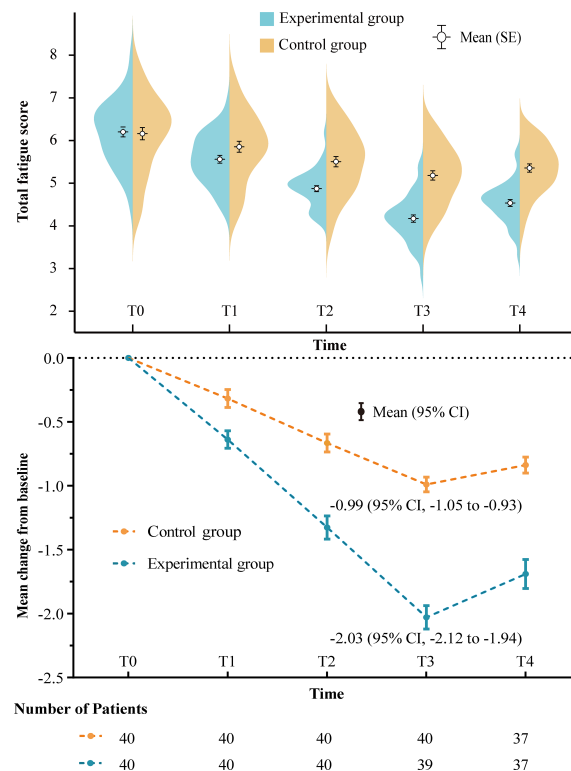 Experimental group
Control group
Mean (SE)
Total fatigue score
8
7
6
5
4
3
2
1
T0 T1 T2 T3 T4
Time
Mean change from baseline
0.0
-0.5
-1.0
-1.5
-2.0
-2.5
Mean (95% CI)
-0.99 (95% CI, -1.05 to -0.93)
Control group
Experimental group
-2.03 (95% CI, -2.12 to -1.94)
T0 T1 T2 T3 T4
Time
Number of Patients
40 40 40 40 37
40 40 40 39 37